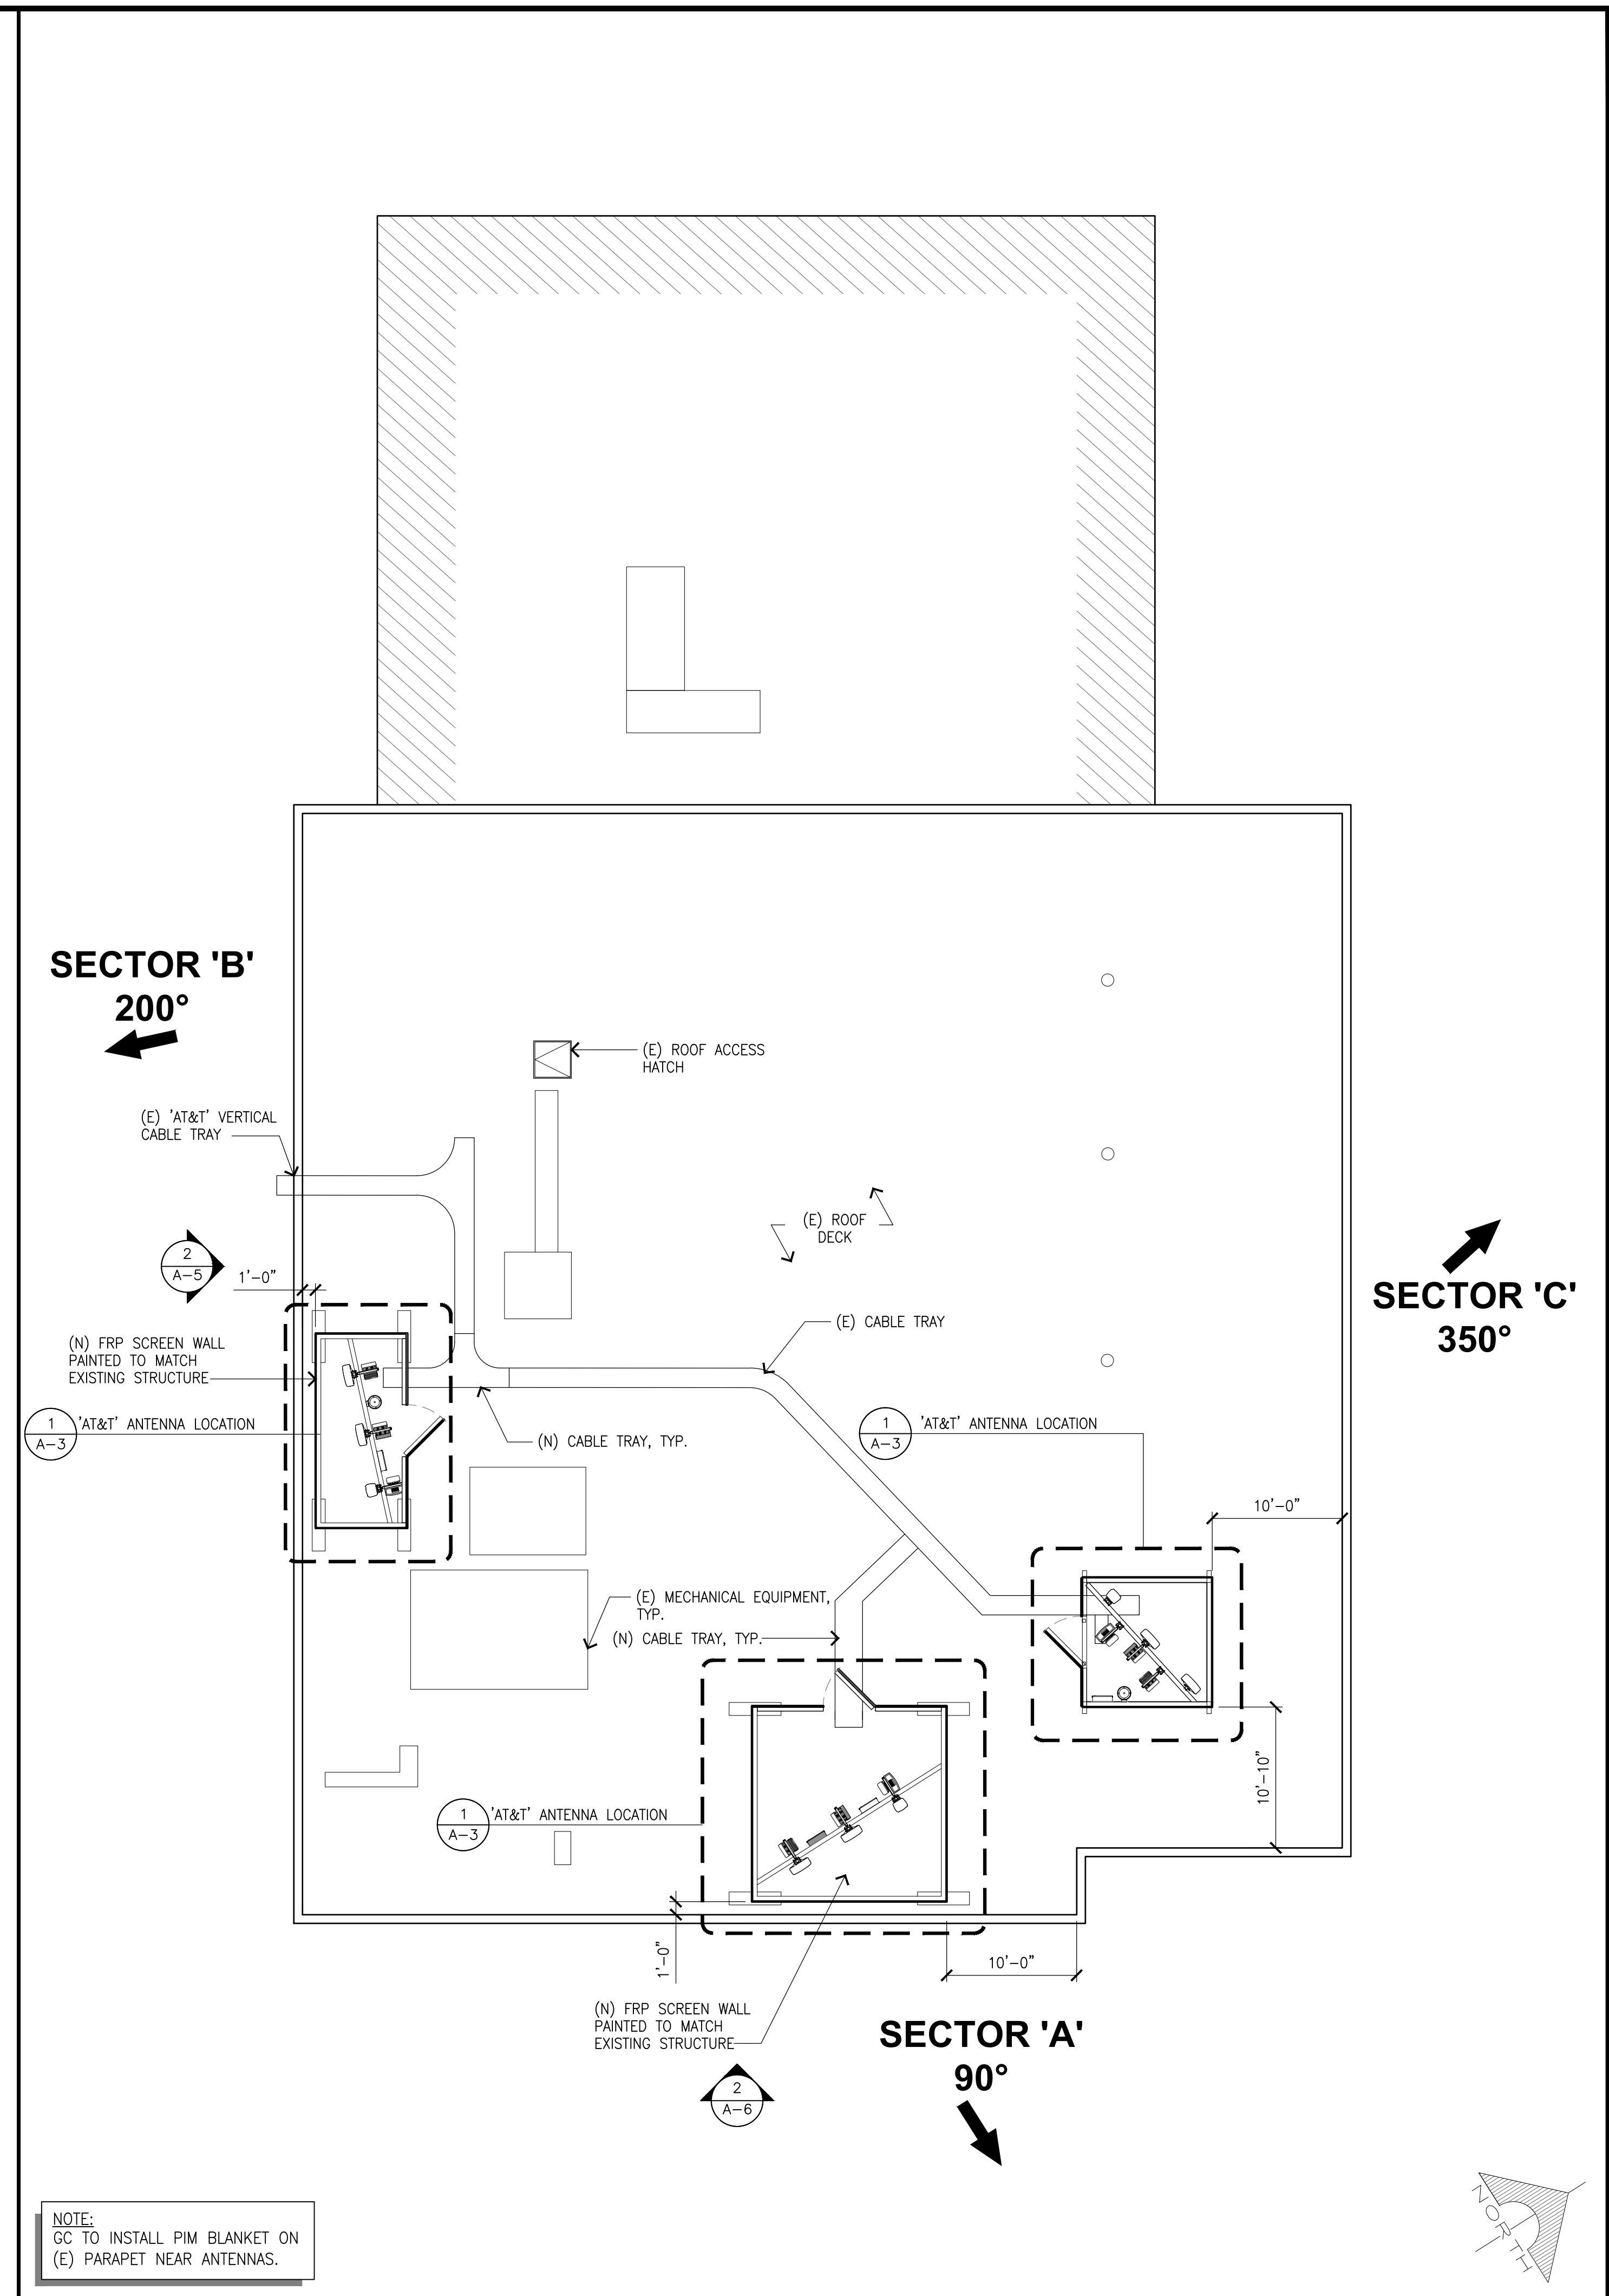 SECTOR 'B'
200°
(E) ROOF ACCESS
HATCH
(E) 'AT&T' VERTICAL
CABLE TRAY
(E) ROOF
DECK
2
A-5
1'-0"
SECTOR 'C'
350°
(N) FRP SCREEN WALL
PAINTED TO MATCH
EXISTING STRUCTURE
(E) CABLE TRAY
1
A-3
'AT&T' ANTENNA LOCATION
(N) CABLE TRAY, TYP.
1
A-3
'AT&T' ANTENNA LOCATION
10'-0"
(E) MECHANICAL EQUIPMENT,
TYP.
(N) CABLE TRAY, TYP.
10'-10"
1
A-3
'AT&T' ANTENNA LOCATION
1'-0"
10'-0"
(N) FRP SCREEN WALL
PAINTED TO MATCH
EXISTING STRUCTURE
SECTOR 'A'
90°
2
A-6
NOTE:
GC TO INSTALL PIM BLANKET ON
(E) PARAPET NEAR ANTENNAS.
NORTH